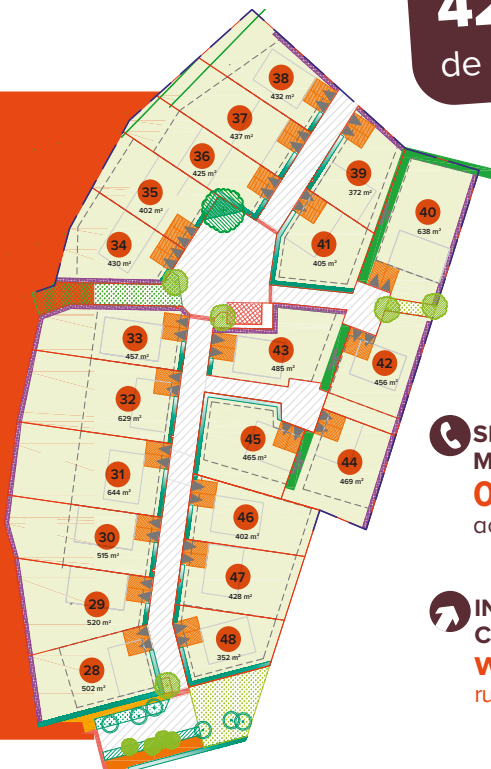 42
de
38
432 m²
37
437 m²
36
425 m²
39
372 m²
35
402 m²
40
638 m²
34
430 m²
41
405 m²
33
457 m²
43
485 m²
42
456 m²
32
629 m²
45
465 m²
44
469 m²
31
644 m²
46
402 m²
30
515 m²
47
428 m²
29
520 m²
48
352 m²
28
502 m²
M
0
IN
C
ru